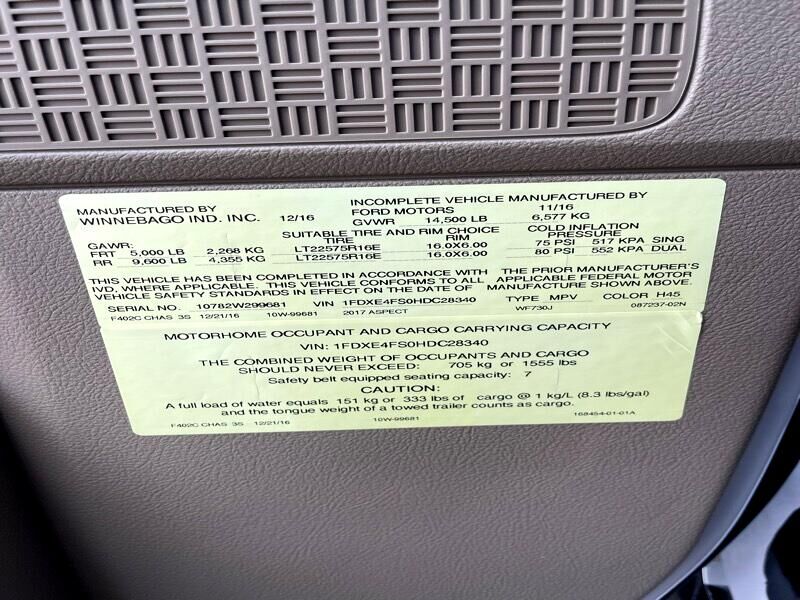 MANUFACTURED BY
WINNEBAGO IND. INC. 12/16
INCOMPLETE VEHICLE MANUFACTURED BY
FORD MOTORS 11/16
GVWR 14,500 LB 6,577 KG
SUITABLE TIRE AND RIM CHOICE COLD INFLATION
GAWR: TIRE RIM PRESSURE
FRT 5,000 LB 2,268 KG LT22575R16E 16.0X6.00 75 PSI 517 KPA SING
RR 9,600 LB 4,355 KG LT22575R16E 16.0X6.00 80 PSI 552 KPA DUAL
THIS VEHICLE HAS BEEN COMPLETED IN ACCORDANCE WITH THE PRIOR MANUFACTURER'S
IVD, WHERE APPLICABLE. THIS VEHICLE CONFORMS TO ALL APPLICABLE FEDERAL MOTOR
VEHICLE SAFETY STANDARDS IN EFFECT ON THE DATE OF MANUFACTURE SHOWN ABOVE.
SERIAL NO. 10782W299681 VIN 1FDXE4FS0HDC28340 TYPE MPV COLOR H45
F402C CHAS 3S 12/21/16 10W-99681 2017 ASPECT WF730J 087237-02N
MOTORHOME OCCUPANT AND CARGO CARRYING CAPACITY
VIN: 1FDXE4FS0HDC28340
THE COMBINED WEIGHT OF OCCUPANTS AND CARGO
SHOULD NEVER EXCEED: 705 kg or 1555 lbs
Safety belt equipped seating capacity: 7
CAUTION:
A full load of water equals 151 kg or 333 lbs of cargo @ 1 kg/L (8.3 lbs/gal)
and the tongue weight of a towed trailer counts as cargo.
F402C CHAS 3S 12/21/16 10W-99681 168454-01-01A